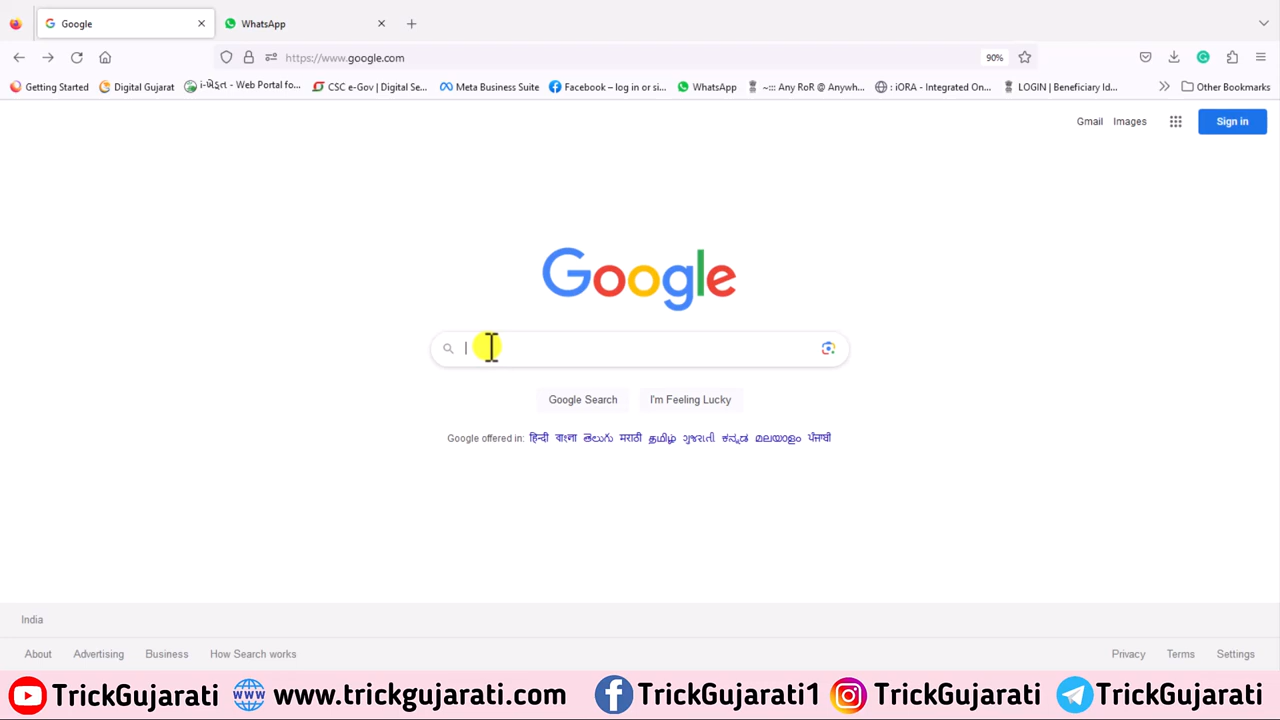 Google
WhatsApp
https://www.google.com
90%
Getting Started
Digital Gujarat
i-ખેડૂત - Web Portal fo...
CSC e-Gov | Digital Se...
Meta Business Suite
Facebook – log in or si...
WhatsApp
~::: Any RoR @ Anywh...
: iORA - Integrated On...
LOGIN | Beneficiary Id...
Other Bookmarks
Gmail
Images
Sign in
Google
Google Search
I'm Feeling Lucky
Google offered in: हिन्दी বাংলা తెలుగు मराठी தமிழ் ગુજરાતી ಕನ್ನಡ മലയാളം ਪੰਜਾਬੀ
India
About
Advertising
Business
How Search works
Privacy
Terms
Settings
TrickGujarati
www.trickgujarati.com
TrickGujarati1
TrickGujarati
TrickGujarati